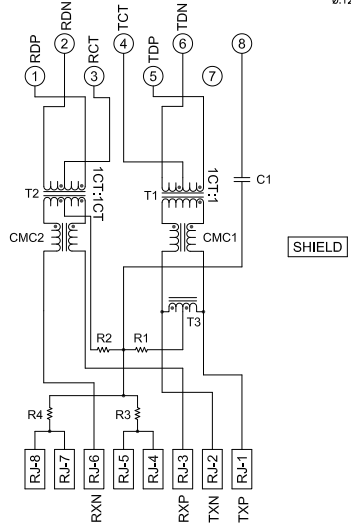 RDP
RDN
RCT
TCT
TDP
TDN
1
2
3
4
5
6
7
8
T2
1CT:1CT
T1
1CT:1
C1
CMC2
CMC1
SHIELD
T3
R2
R1
R4
R3
RJ-8
RJ-7
RJ-6
RJ-5
RJ-4
RJ-3
RJ-2
RJ-1
RXN
RXP
TXN
TXP